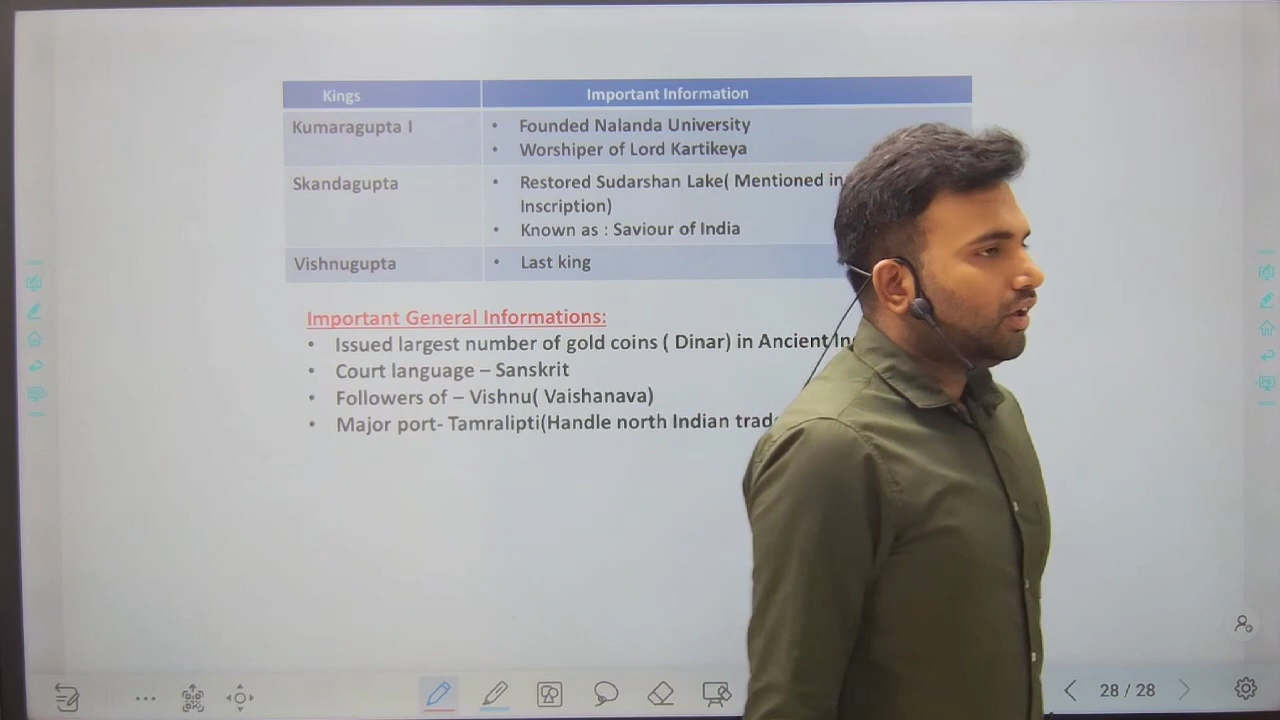 Kings Important Information
Kumaragupta I • Founded Nalanda University
• Worshiper of Lord Kartikeya
Skandagupta • Restored Sudarshan Lake( Mentioned in
Inscription)
• Known as : Saviour of India
Vishnugupta • Last king
Important General Informations:
• Issued largest number of gold coins ( Dinar) in Ancient
• Court language – Sanskrit
• Followers of – Vishnu( Vaishanava)
• Major port- Tamralipti(Handle north Indian
28 / 28